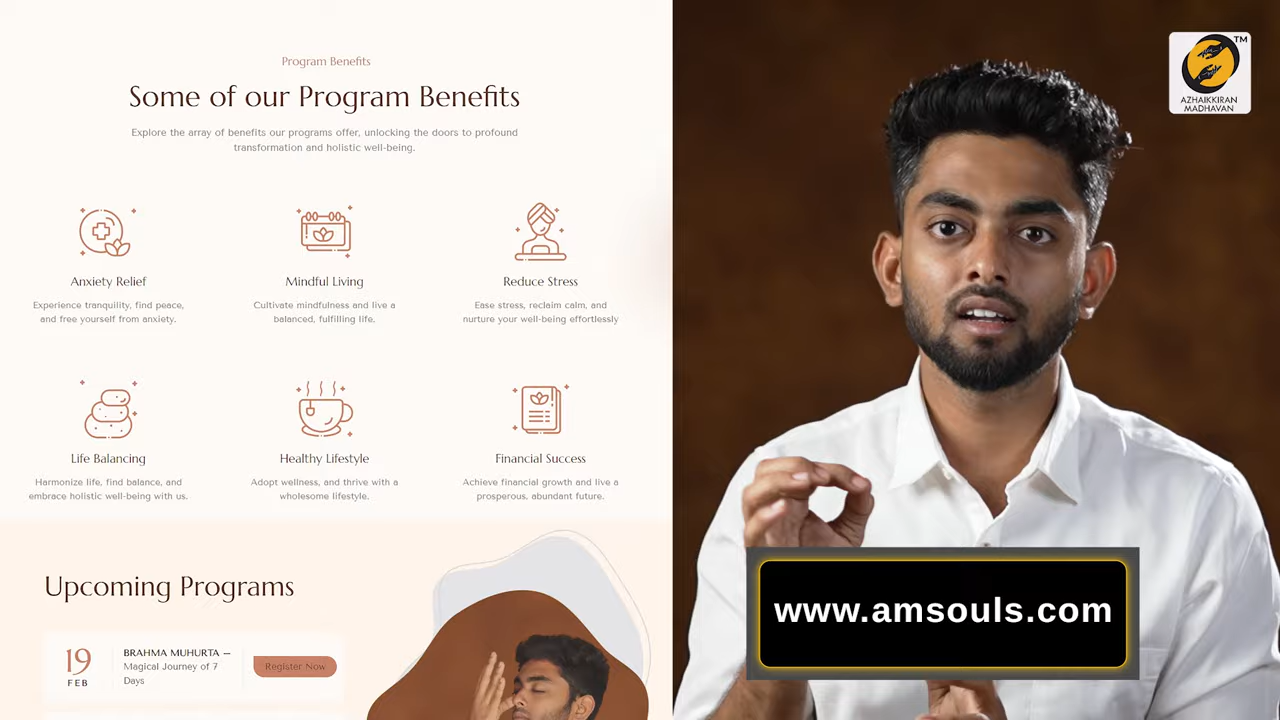 Program Benefits
Some of our Program Benefits
Explore the array of benefits our programs offer, unlocking the doors to profound
transformation and holistic well-being.
Anxiety Relief
Experience tranquility, find peace,
and free yourself from anxiety.
Mindful Living
Cultivate mindfulness and live a
balanced, fulfilling life.
Reduce Stress
Ease stress, reclaim calm, and
nurture your well-being effortlessly
Life Balancing
Harmonize life, find balance, and
embrace holistic well-being with us.
Healthy Lifestyle
Adopt wellness, and thrive with a
wholesome lifestyle.
Financial Success
Achieve financial growth and live a
prosperous, abundant future.
Upcoming Programs
19
FEB
BRAHMA MUHURTA –
Magical Journey of 7
Days
Register Now
TM
AZHAIKKIRAN
MADHAVAN
www.amsouls.com